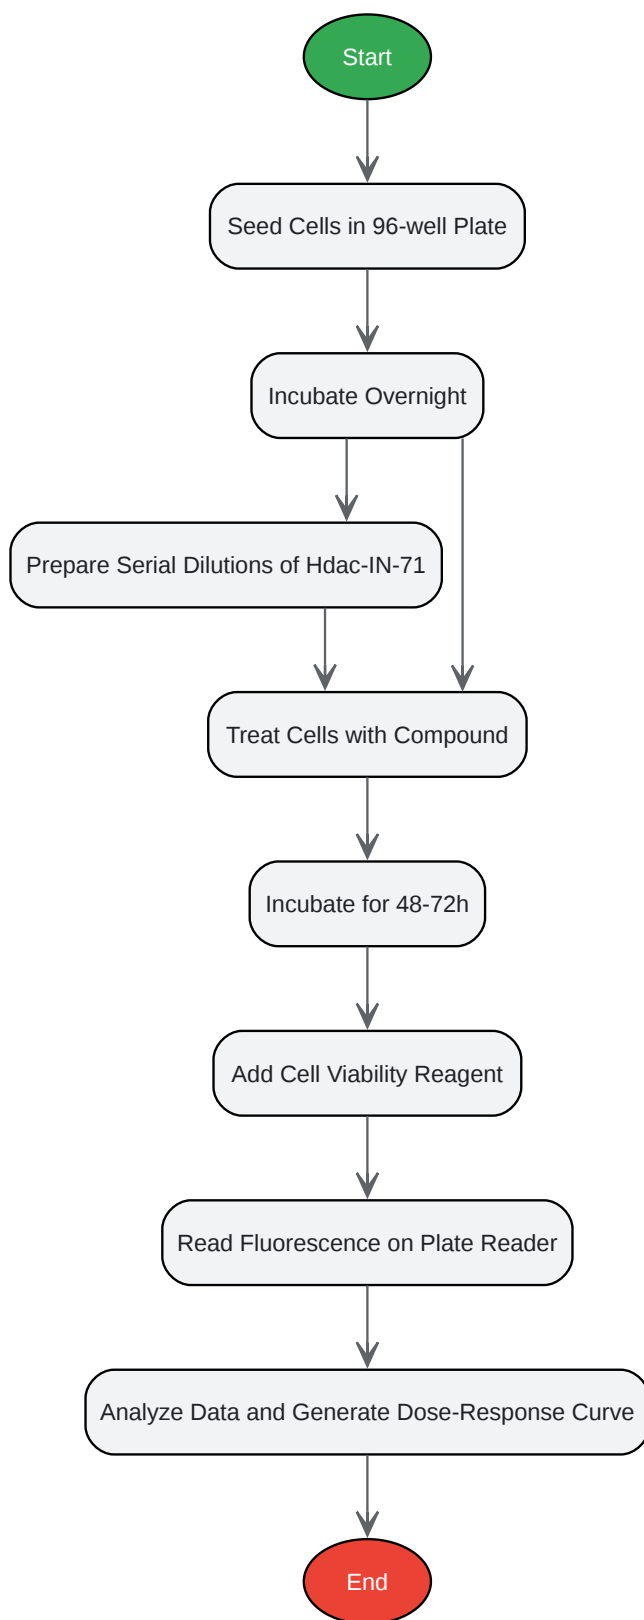 Start
Seed Cells in 96-well Plate
Incubate Overnight
Prepare Serial Dilutions of Hdac-IN-71
Treat Cells with Compound
Incubate for 48-72h
Add Cell Viability Reagent
Read Fluorescence on Plate Reader
Analyze Data and Generate Dose-Response Curve
End